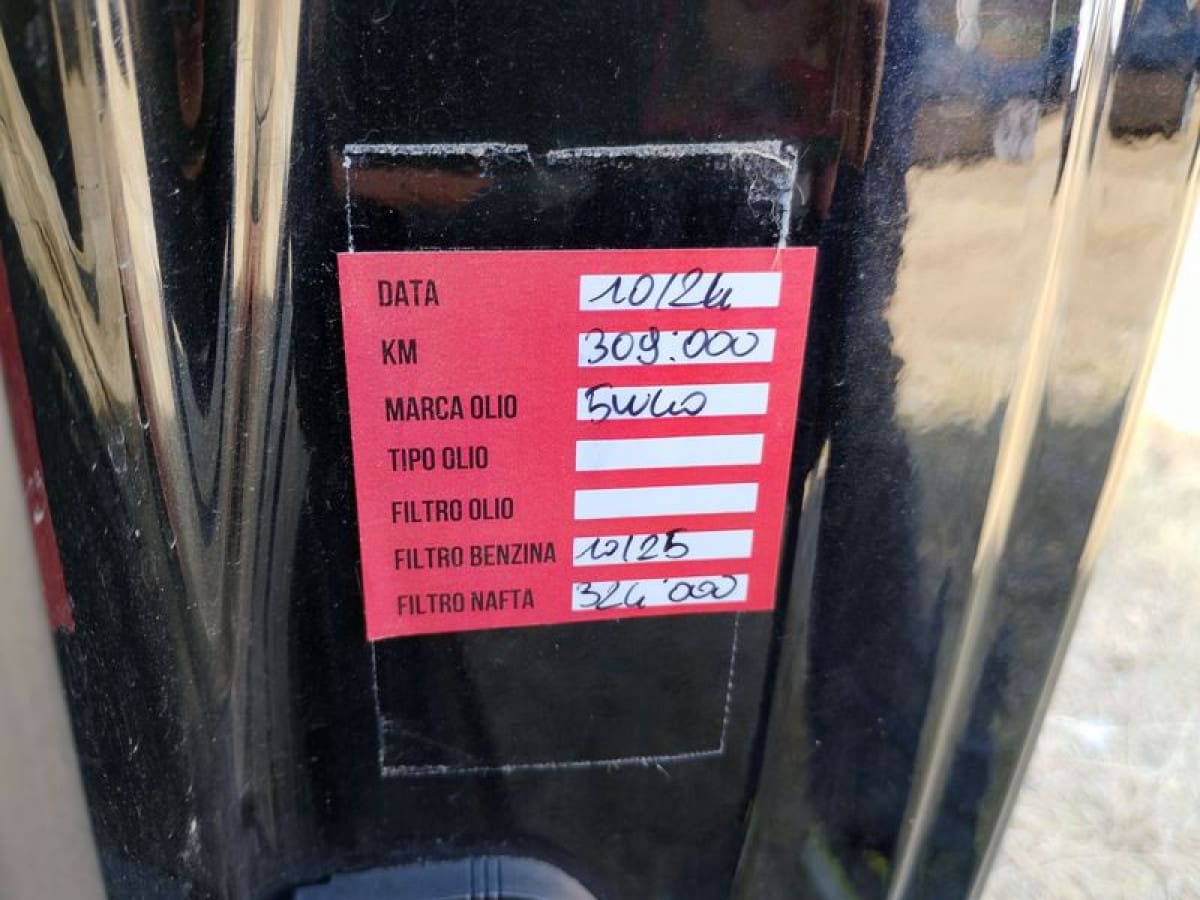 DATA 10/24
KM 309.000
MARCA OLIO 5W40
TIPO OLIO
FILTRO OLIO
FILTRO BENZINA 10/25
FILTRO NAFTA 324.000